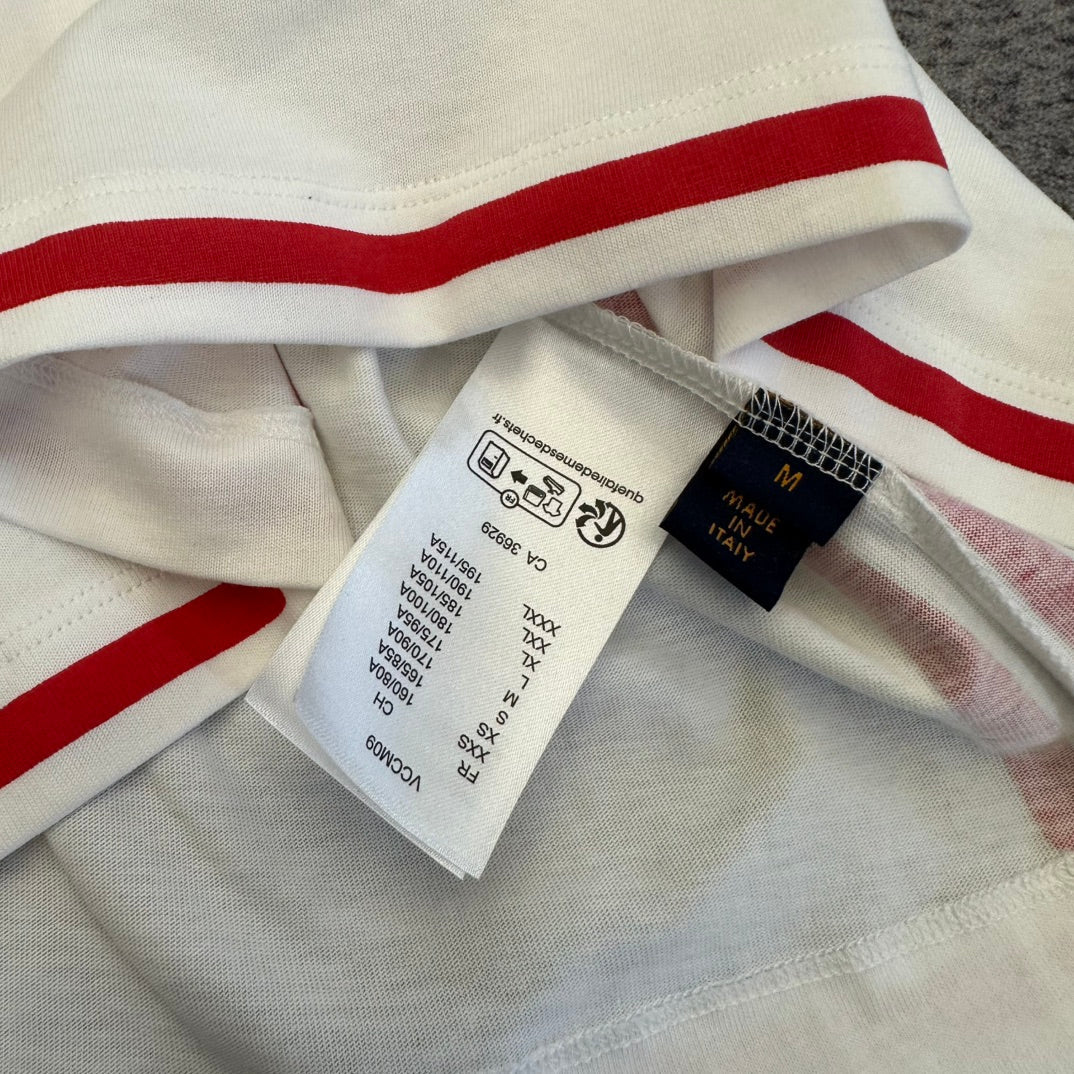 VCCM09
FR CH
XXS 160/80A
XS 165/85A
S 170/90A
M 175/95A
L 180/100A
XL 185/105A
XXL 190/110A
XXXL 195/115A
CA 36929
FR
quefairedemesdechets.fr
M
MADE
IN
ITALY